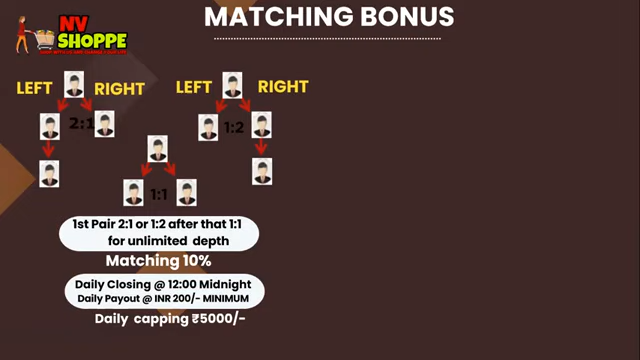 MATCHING BONUS
NV
SHOPPE
LEFT RIGHT LEFT RIGHT
2:1 1:2
1:1
1st Pair 2:1 or 1:2 after that 1:1
for unlimited depth
Matching 10%
Daily Closing @ 12:00 Midnight
Daily Payout @ INR 200/- MINIMUM
Daily capping ₹5000/-